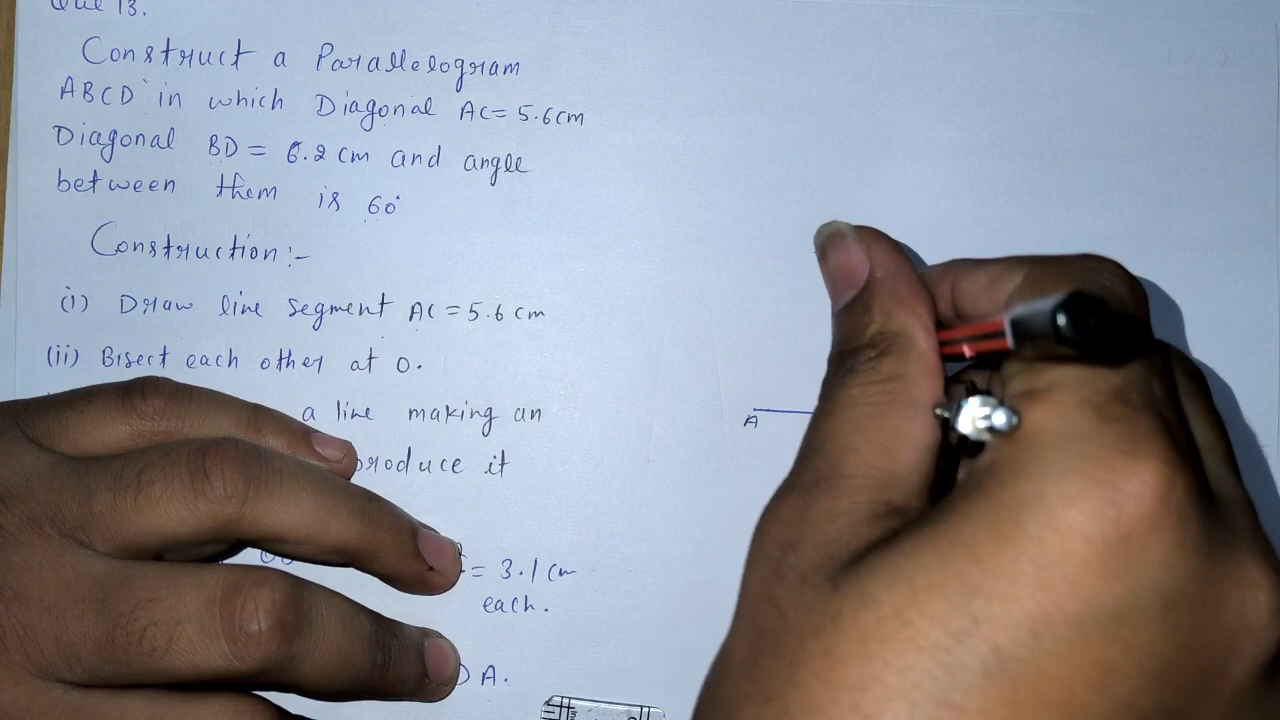 Que 13.
Construct a Parallelogram
ABCD in which Diagonal AC = 5.6cm
Diagonal BD = 6.2 cm and angle
between them is 60°
Construction :-
(i) Draw line segment AC = 5.6 cm
(ii) Bisect each other at O.
a line making an
produce it
= 3.1 cm
each.
A.
A